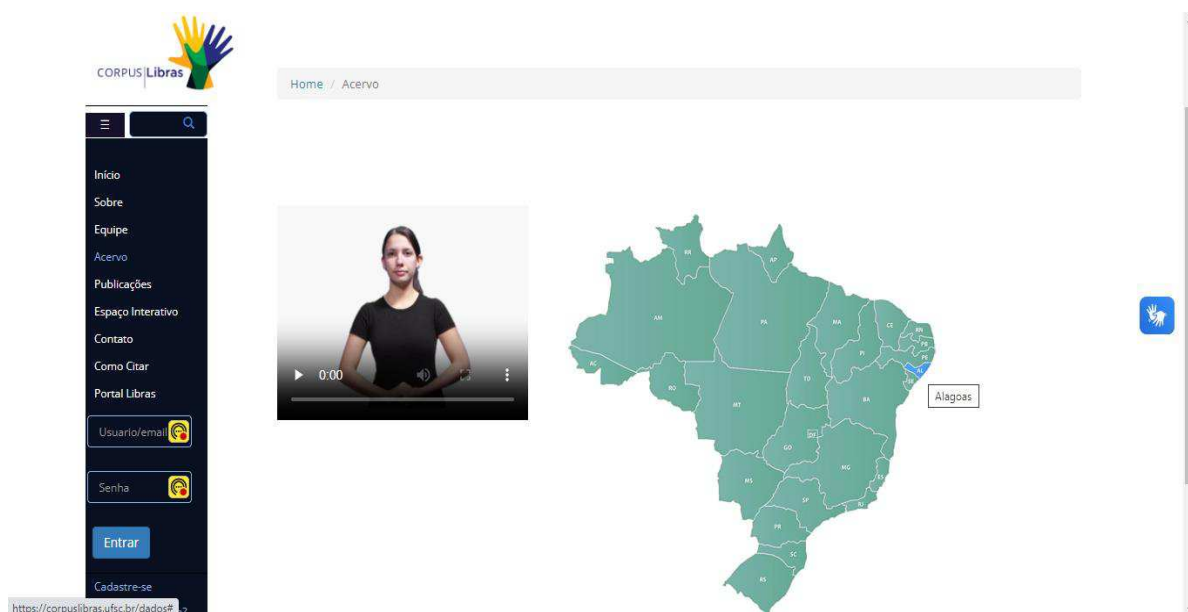 CORPUS|Libras
Home / Acervo
☰
Início
Sobre
Equipe
Acervo
Publicações
Espaço Interativo
Contato
Como Citar
Portal Libras
Usuario/email
Senha
Entrar
Cadastre-se
https://corpuslibras.ufsc.br/dados#
0:00
RR
AP
AM
PA
MA
CE
RN
PB
PE
AL
PI
AC
RO
TO
MT
BA
Alagoas
DF
GO
MG
ES
MS
SP
RJ
PR
SC
RS